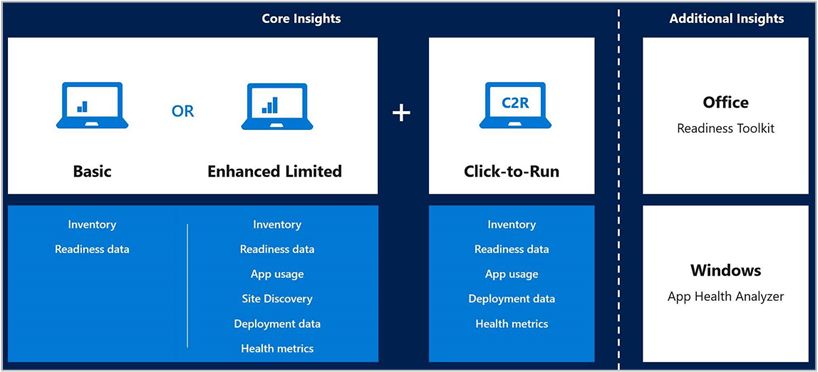 Core Insights
Additional Insights
OR
+
C2R
Basic
Enhanced Limited
Click-to-Run
Office
Readiness Toolkit
Inventory
Readiness data
Inventory
Readiness data
App usage
Site Discovery
Deployment data
Health metrics
Inventory
Readiness data
App usage
Deployment data
Health metrics
Windows
App Health Analyzer